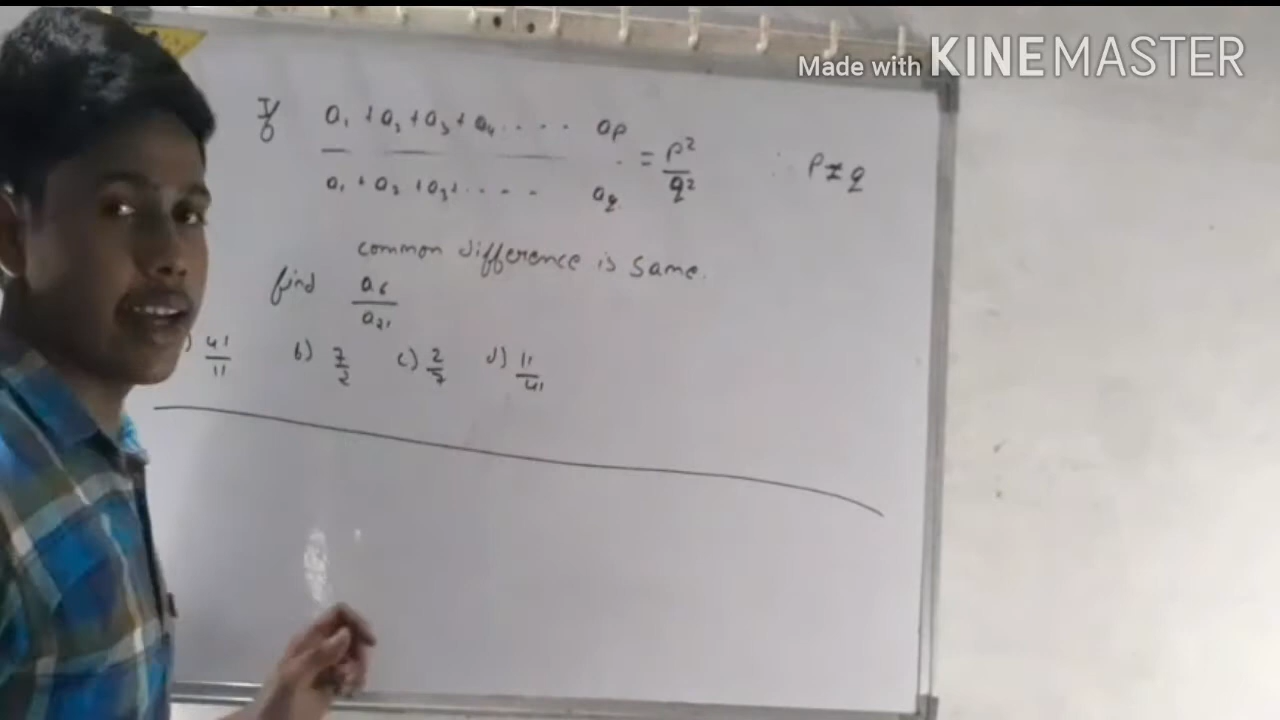 Made with KINEMASTER
If a₁ + a₂ + a₃ + a₄ . . . . ap
a₁ + a₂ + a₃ + . . . . aq = p²/q² ∴ p ≠ q
common difference is same.
find a₆/a₂₁
) 41/11 b) 7/2 c) 2/7 d) 11/41